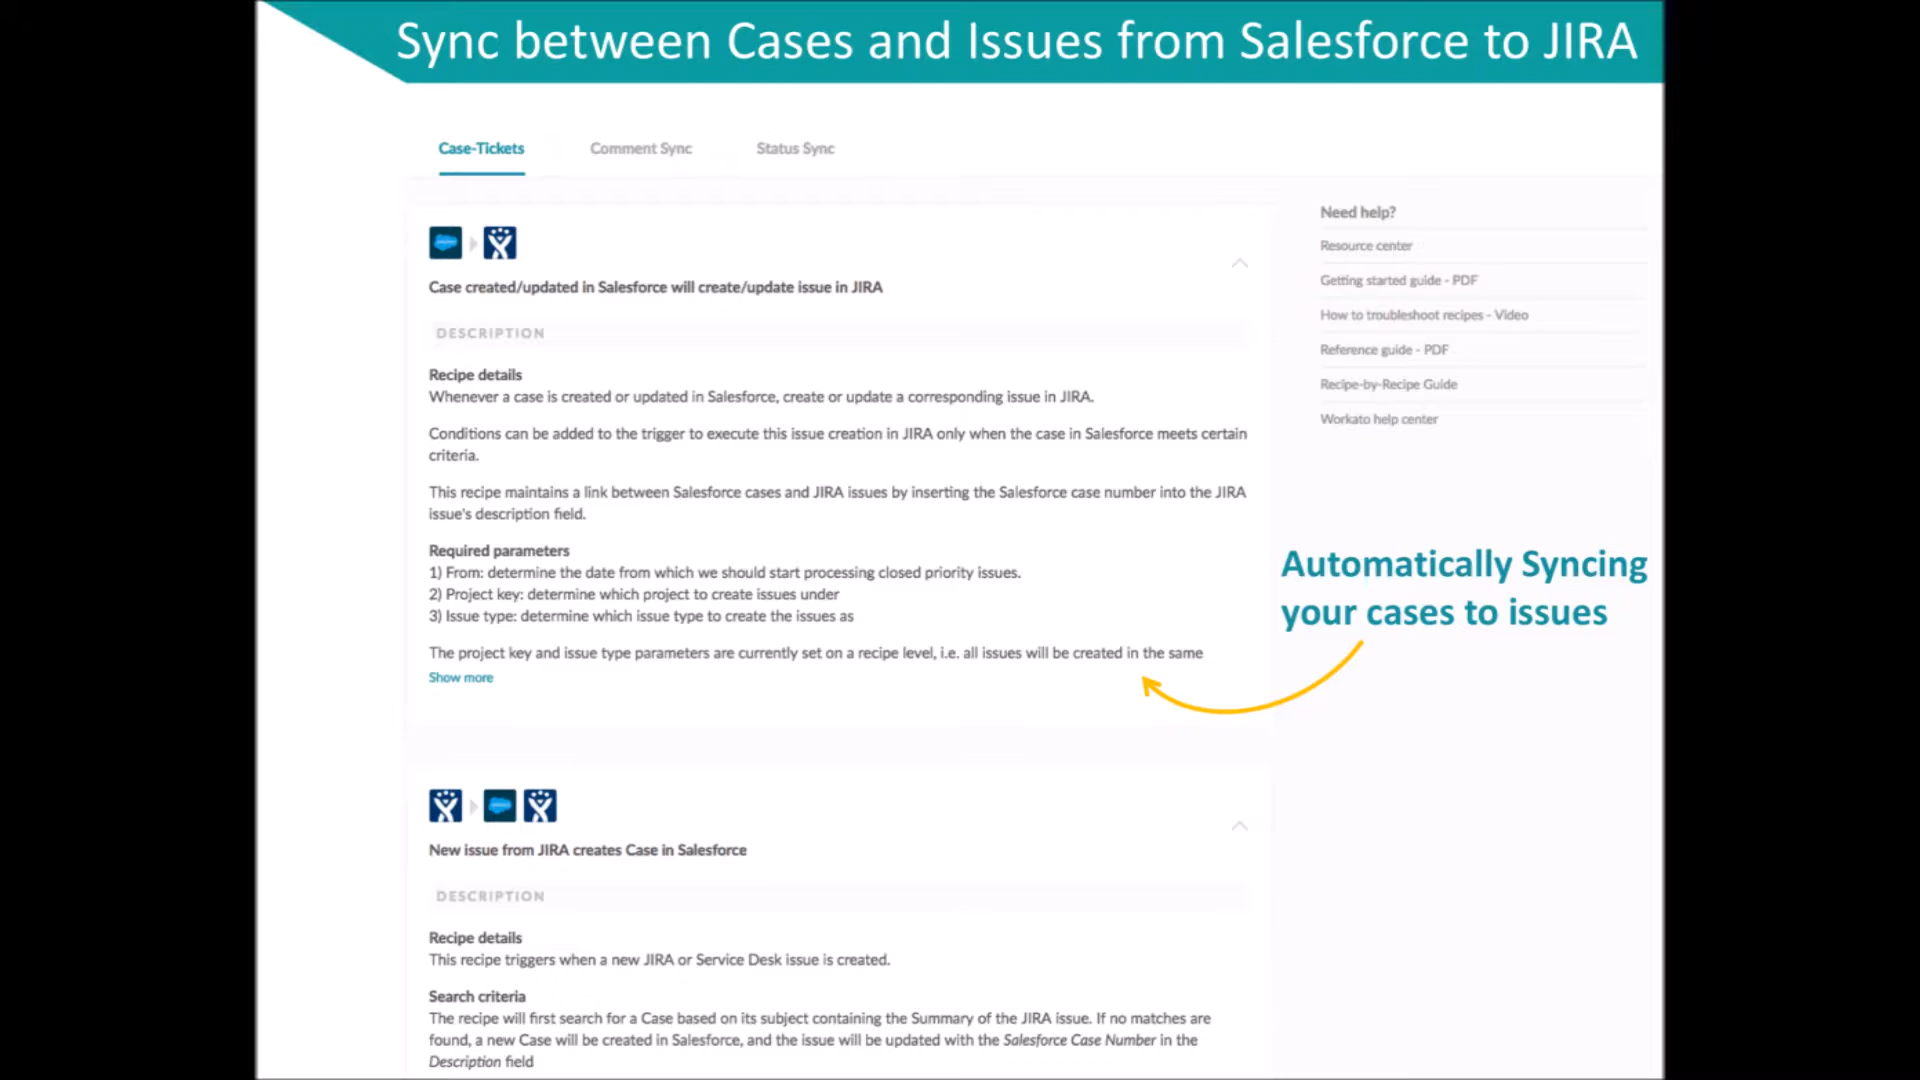 Sync between Cases and Issues from Salesforce to JIRA
Case-Tickets Comment Sync Status Sync
Case created/updated in Salesforce will create/update issue in JIRA
DESCRIPTION
Recipe details
Whenever a case is created or updated in Salesforce, create or update a corresponding issue in JIRA.
Conditions can be added to the trigger to execute this issue creation in JIRA only when the case in Salesforce meets certain
criteria.
This recipe maintains a link between Salesforce cases and JIRA issues by inserting the Salesforce case number into the JIRA
issue's description field.
Required parameters
1) From: determine the date from which we should start processing closed priority issues.
2) Project key: determine which project to create issues under
3) Issue type: determine which issue type to create the issues as
The project key and issue type parameters are currently set on a recipe level, i.e. all issues will be created in the same
Show more
Need help?
Resource center
Getting started guide - PDF
How to troubleshoot recipes - Video
Reference guide - PDF
Recipe-by-Recipe Guide
Workato help center
Automatically Syncing
your cases to issues
New issue from JIRA creates Case in Salesforce
DESCRIPTION
Recipe details
This recipe triggers when a new JIRA or Service Desk issue is created.
Search criteria
The recipe will first search for a Case based on its subject containing the Summary of the JIRA issue. If no matches are
found, a new Case will be created in Salesforce, and the issue will be updated with the Salesforce Case Number in the
Description field